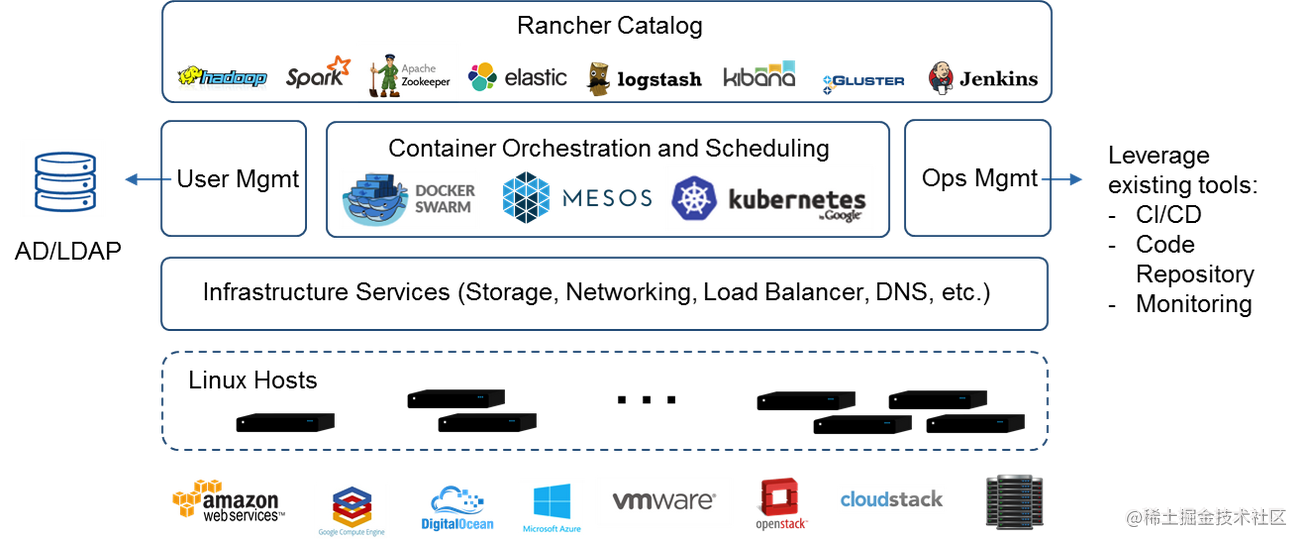 Rancher Catalog
hadoop
Spark
Apache
Zookeeper
elastic
logstash
kibana
GLUSTER
Jenkins
User Mgmt
Container Orchestration and Scheduling
DOCKER
SWARM
MESOS
kubernetes
by Google
Ops Mgmt
AD/LDAP
Leverage
existing tools:
- CI/CD
- Code
Repository
- Monitoring
Infrastructure Services (Storage, Networking, Load Balancer, DNS, etc.)
Linux Hosts
...
amazon
webservices™
Google Compute Engine
DigitalOcean
Microsoft Azure
vmware®
openstack™
cloudstack
@稀土掘金技术社区